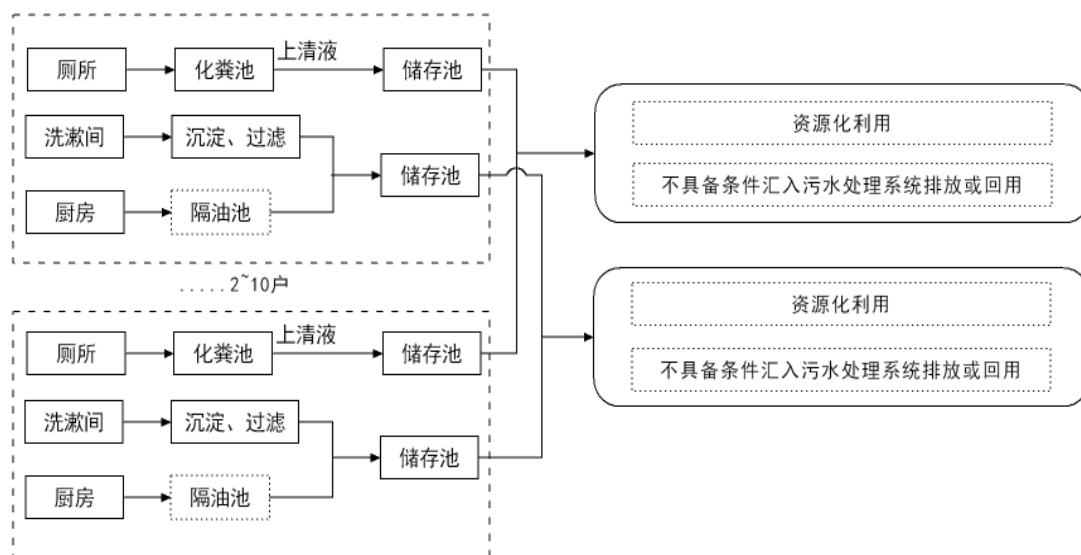 厕所
化粪池
上清液
储存池
洗漱间
沉淀、过滤
储存池
厨房
隔油池
.....2~10户
厕所
化粪池
上清液
储存池
洗漱间
沉淀、过滤
储存池
厨房
隔油池
资源化利用
不具备条件汇入污水处理系统排放或回用
资源化利用
不具备条件汇入污水处理系统排放或回用